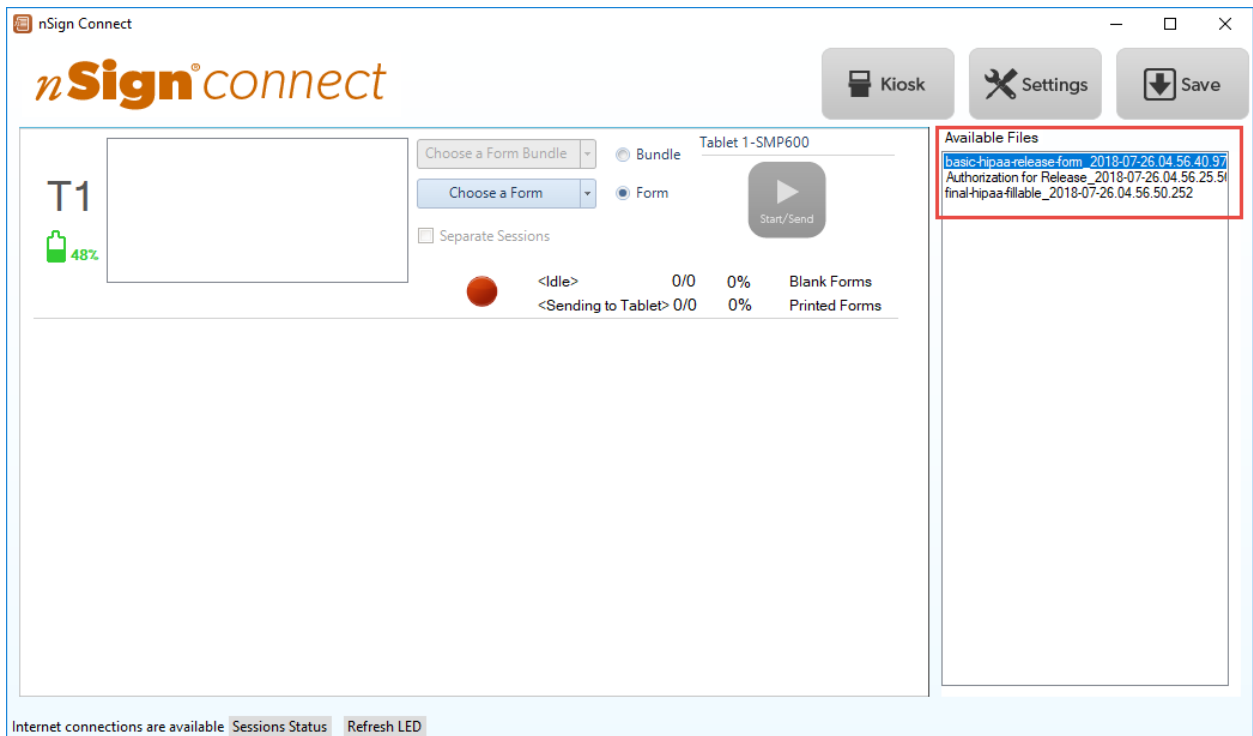 nSign Connect
nSign® connect
Kiosk
Settings
Save
T1
48%
Choose a Form Bundle
Bundle
Choose a Form
Form
Separate Sessions
Tablet 1-SMP600
Start/Send
<Idle> 0/0 0% Blank Forms
<Sending to Tablet> 0/0 0% Printed Forms
Available Files
basic-hipaa-release-form_2018-07-26.04.56.40.97
Authorization for Release_2018-07-26.04.56.25.5
final-hipaa-fillable_2018-07-26.04.56.50.252
Internet connections are available Sessions Status Refresh LED